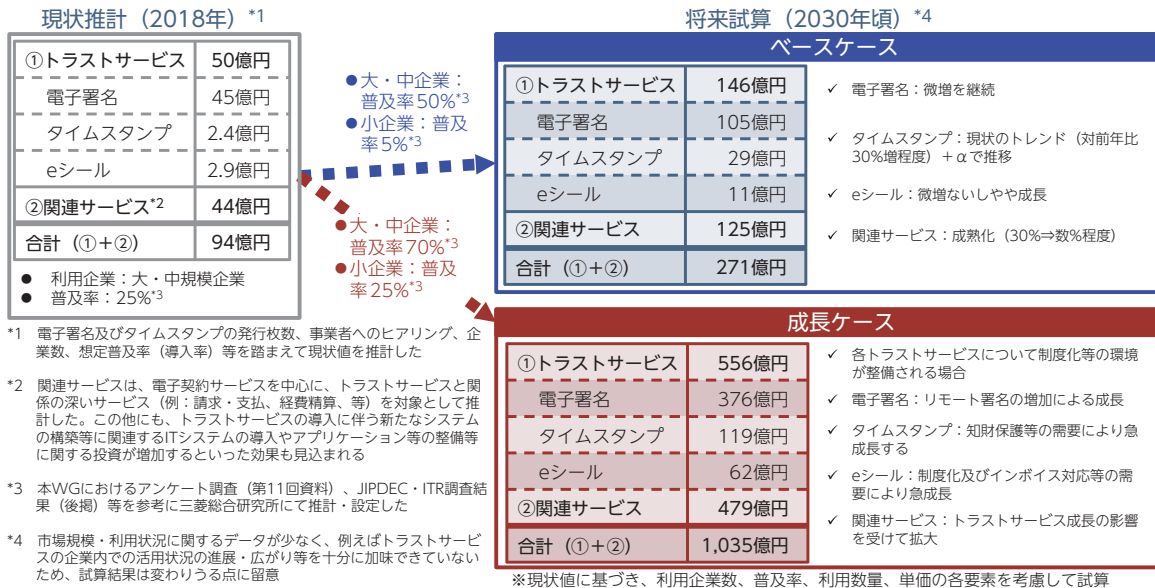 現状推計（2018年）*1
①トラストサービス 50億円
電子署名 45億円
タイムスタンプ 2.4億円
eシール 2.9億円
②関連サービス*2 44億円
合計（①＋②） 94億円
● 利用企業：大・中規模企業
● 普及率：25%*3
●大・中企業：
普及率50%*3
●小企業：普及
率5%*3
●大・中企業：
普及率70%*3
●小企業：普及
率25%*3
将来試算（2030年頃）*4
ベースケース
①トラストサービス 146億円
電子署名 105億円
タイムスタンプ 29億円
eシール 11億円
②関連サービス 125億円
合計（①＋②） 271億円
✓ 電子署名：微増を継続
✓ タイムスタンプ：現状のトレンド（対前年比
30%増程度）＋αで推移
✓ eシール：微増ないしやや成長
✓ 関連サービス：成熟化（30%⇒数%程度）
成長ケース
①トラストサービス 556億円
電子署名 376億円
タイムスタンプ 119億円
eシール 62億円
②関連サービス 479億円
合計（①＋②） 1,035億円
✓ 各トラストサービスについて制度化等の環境
が整備される場合
✓ 電子署名：リモート署名の増加による成長
✓ タイムスタンプ：知財保護等の需要により急
成長する
✓ eシール：制度化及びインボイス対応等の需
要により急成長
✓ 関連サービス：トラストサービス成長の影響
を受けて拡大
*1 電子署名及びタイムスタンプの発行枚数、事業者へのヒアリング、企
業数、想定普及率（導入率）等を踏まえて現状値を推計した
*2 関連サービスは、電子契約サービスを中心に、トラストサービスと関
係の深いサービス（例：請求・支払、経費精算、等）を対象として推
計した。この他にも、トラストサービスの導入に伴う新たなシステム
の構築等に関連するITシステムの導入やアプリケーション等の整備等
に関する投資が増加するといった効果も見込まれる
*3 本WGにおけるアンケート調査（第11回資料）、JIPDEC・ITR調査結
果（後掲）等を参考に三菱総合研究所にて推計・設定した
*4 市場規模・利用状況に関するデータが少なく、例えばトラストサービス
の企業内での活用状況の進展・広がり等を十分に加味できていない
ため、試算結果は変わりうる点に留意
※現状値に基づき、利用企業数、普及率、利用数量、単価の各要素を考慮して試算